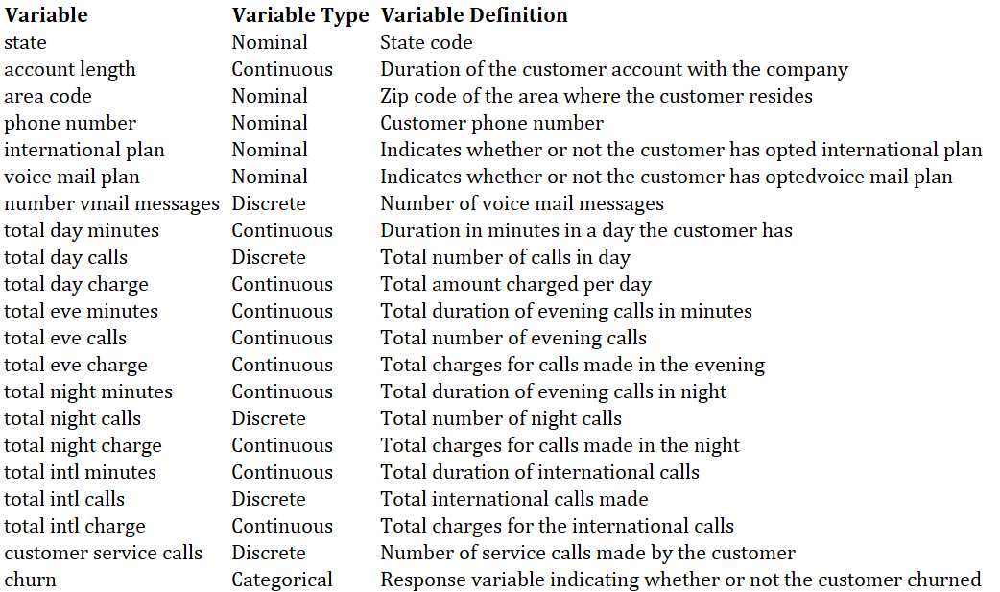 Variable Variable Type Variable Definition
state Nominal State code
account length Continuous Duration of the customer account with the company
area code Nominal Zip code of the area where the customer resides
phone number Nominal Customer phone number
international plan Nominal Indicates whether or not the customer has opted international plan
voice mail plan Nominal Indicates whether or not the customer has optedvoice mail plan
number vmail messages Discrete Number of voice mail messages
total day minutes Continuous Duration in minutes in a day the customer has
total day calls Discrete Total number of calls in day
total day charge Continuous Total amount charged per day
total eve minutes Continuous Total duration of evening calls in minutes
total eve calls Continuous Total number of evening calls
total eve charge Continuous Total charges for calls made in the evening
total night minutes Continuous Total duration of evening calls in night
total night calls Discrete Total number of night calls
total night charge Continuous Total charges for calls made in the night
total intl minutes Continuous Total duration of international calls
total intl calls Discrete Total international calls made
total intl charge Continuous Total charges for the international calls
customer service calls Discrete Number of service calls made by the customer
churn Categorical Response variable indicating whether or not the customer churned